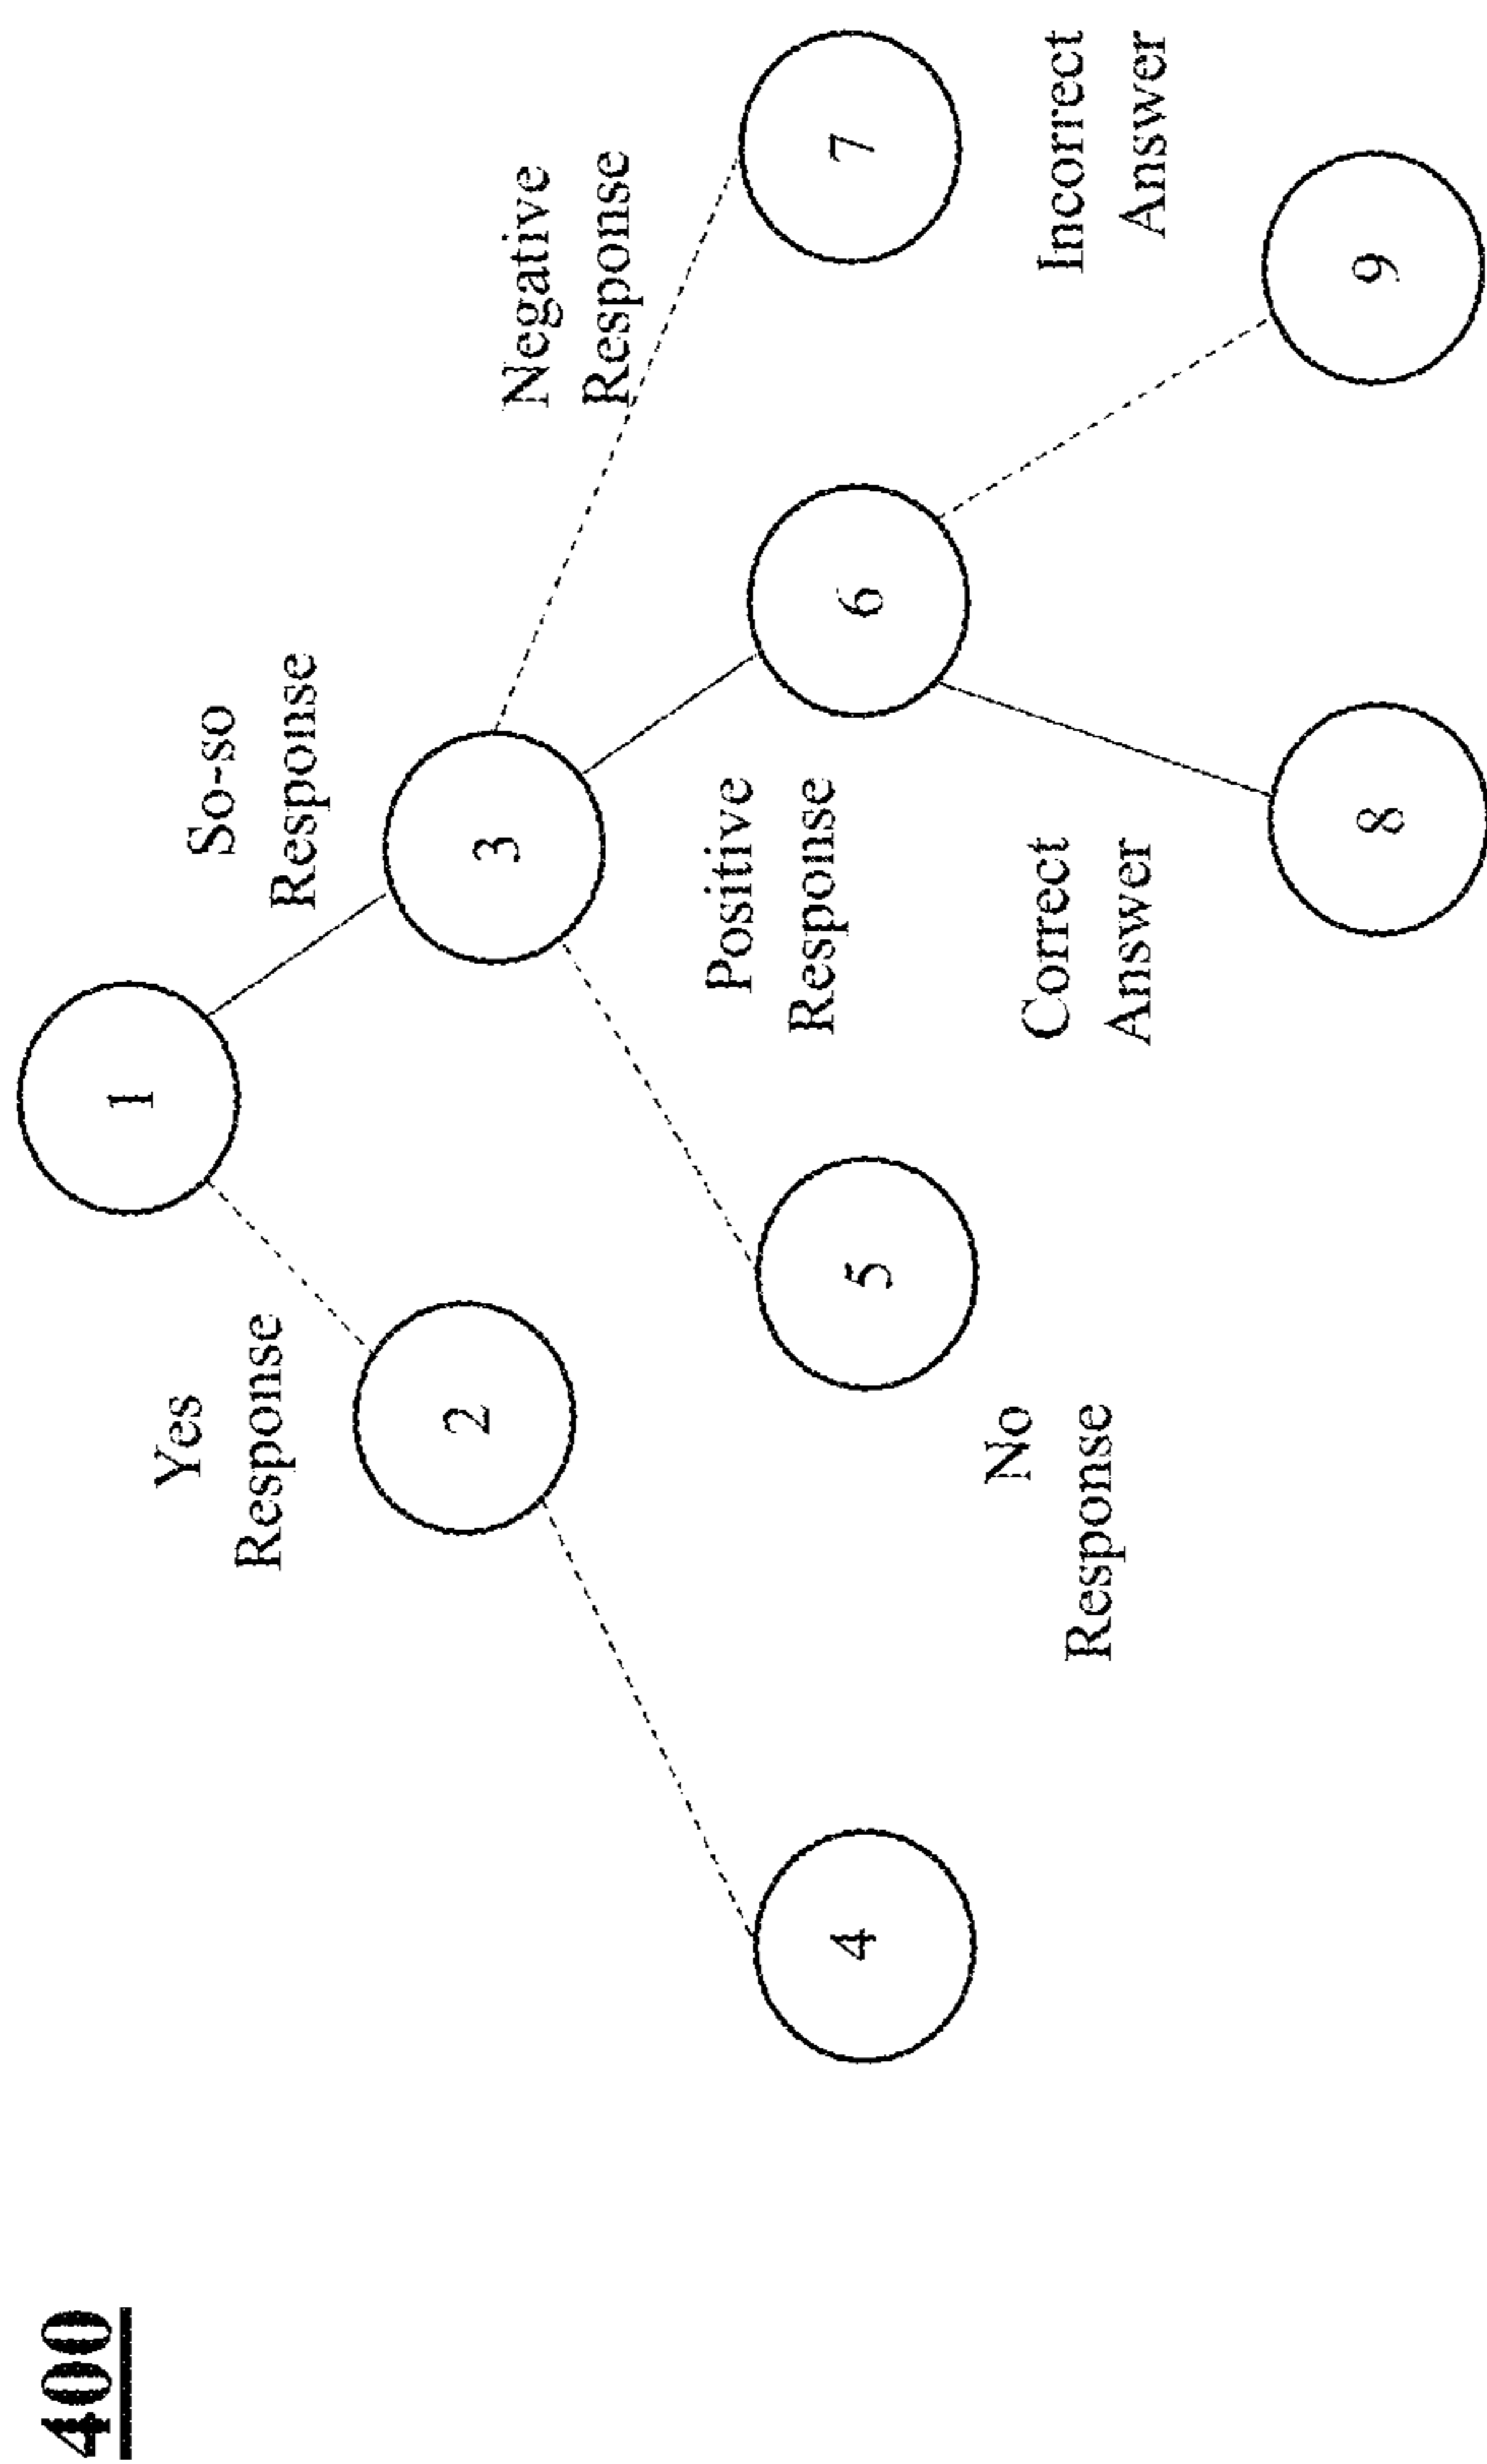 400
1
Yes
Response
So-so
Response
2
3
Negative
Response
4
5
6
7
Positive
Response
No
Response
Correct
Answer
Incorrect
Answer
8
9